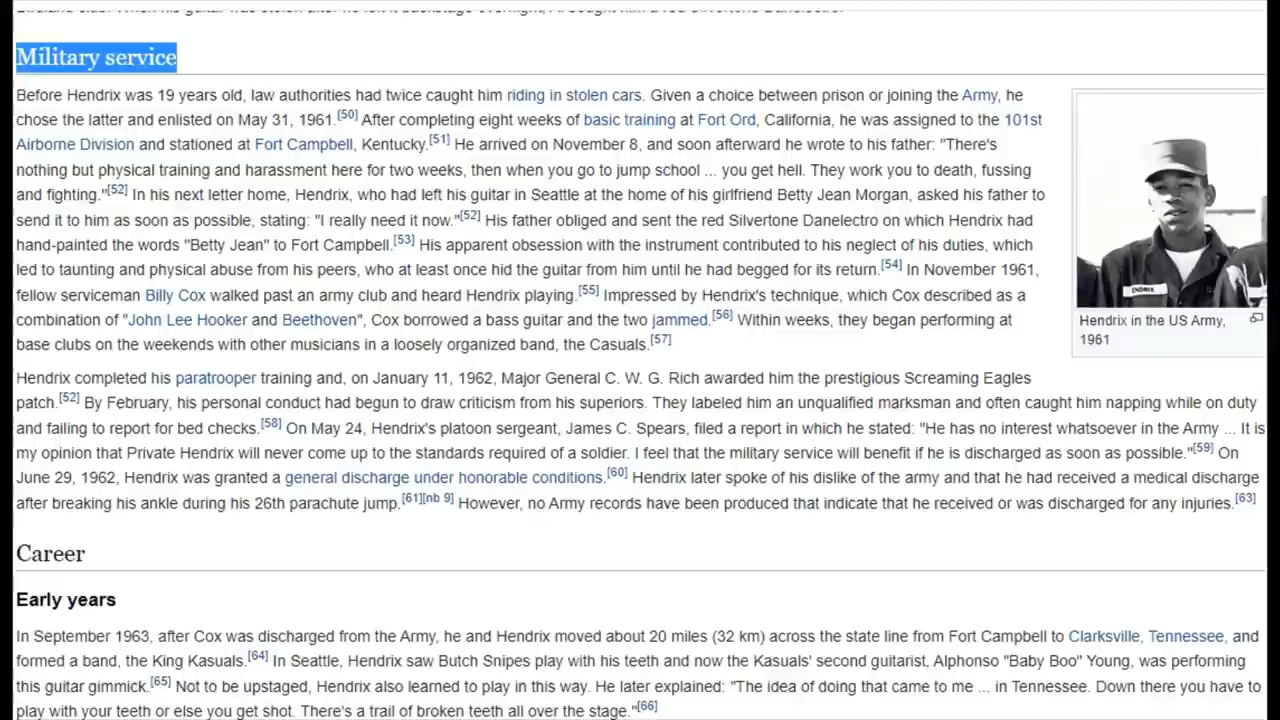 Military service
Before Hendrix was 19 years old, law authorities had twice caught him riding in stolen cars. Given a choice between prison or joining the Army, he
chose the latter and enlisted on May 31, 1961.[50] After completing eight weeks of basic training at Fort Ord, California, he was assigned to the 101st
Airborne Division and stationed at Fort Campbell, Kentucky.[51] He arrived on November 8, and soon afterward he wrote to his father: "There's
nothing but physical training and harassment here for two weeks, then when you go to jump school ... you get hell. They work you to death, fussing
and fighting."[52] In his next letter home, Hendrix, who had left his guitar in Seattle at the home of his girlfriend Betty Jean Morgan, asked his father to
send it to him as soon as possible, stating: "I really need it now."[52] His father obliged and sent the red Silvertone Danelectro on which Hendrix had
hand-painted the words "Betty Jean" to Fort Campbell.[53] His apparent obsession with the instrument contributed to his neglect of his duties, which
led to taunting and physical abuse from his peers, who at least once hid the guitar from him until he had begged for its return.[54] In November 1961,
fellow serviceman Billy Cox walked past an army club and heard Hendrix playing.[55] Impressed by Hendrix's technique, which Cox described as a
combination of "John Lee Hooker and Beethoven", Cox borrowed a bass guitar and the two jammed.[56] Within weeks, they began performing at
base clubs on the weekends with other musicians in a loosely organized band, the Casuals.[57]
HENDRIX
Hendrix in the US Army,
1961
Hendrix completed his paratrooper training and, on January 11, 1962, Major General C. W. G. Rich awarded him the prestigious Screaming Eagles
patch.[52] By February, his personal conduct had begun to draw criticism from his superiors. They labeled him an unqualified marksman and often caught him napping while on duty
and failing to report for bed checks.[58] On May 24, Hendrix's platoon sergeant, James C. Spears, filed a report in which he stated: "He has no interest whatsoever in the Army ... It is
my opinion that Private Hendrix will never come up to the standards required of a soldier. I feel that the military service will benefit if he is discharged as soon as possible."[59] On
June 29, 1962, Hendrix was granted a general discharge under honorable conditions.[60] Hendrix later spoke of his dislike of the army and that he had received a medical discharge
after breaking his ankle during his 26th parachute jump.[61][nb 9] However, no Army records have been produced that indicate that he received or was discharged for any injuries.[63]
Career
Early years
In September 1963, after Cox was discharged from the Army, he and Hendrix moved about 20 miles (32 km) across the state line from Fort Campbell to Clarksville, Tennessee, and
formed a band, the King Kasuals.[64] In Seattle, Hendrix saw Butch Snipes play with his teeth and now the Kasuals' second guitarist, Alphonso "Baby Boo" Young, was performing
this guitar gimmick.[65] Not to be upstaged, Hendrix also learned to play in this way. He later explained: "The idea of doing that came to me ... in Tennessee. Down there you have to
play with your teeth or else you get shot. There's a trail of broken teeth all over the stage."[66]